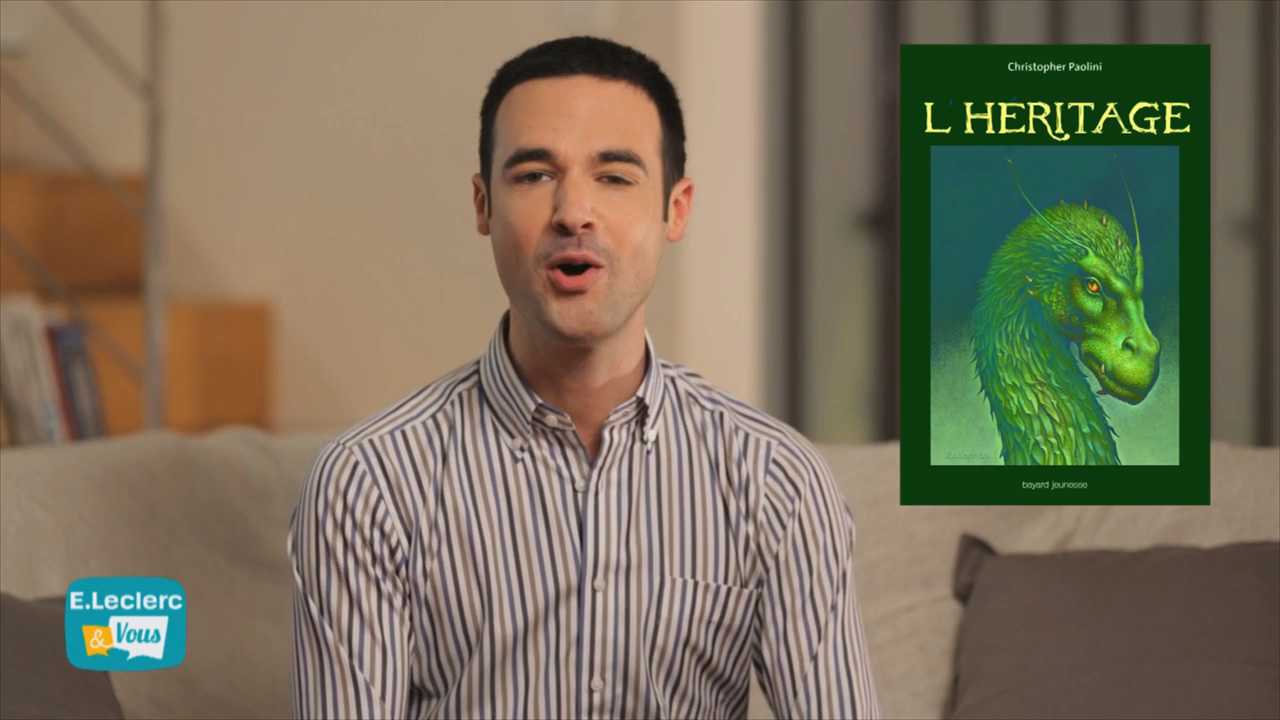 Christopher Paolini
L'HERITAGE
bayard jeunesse
E.Leclerc
& Vous